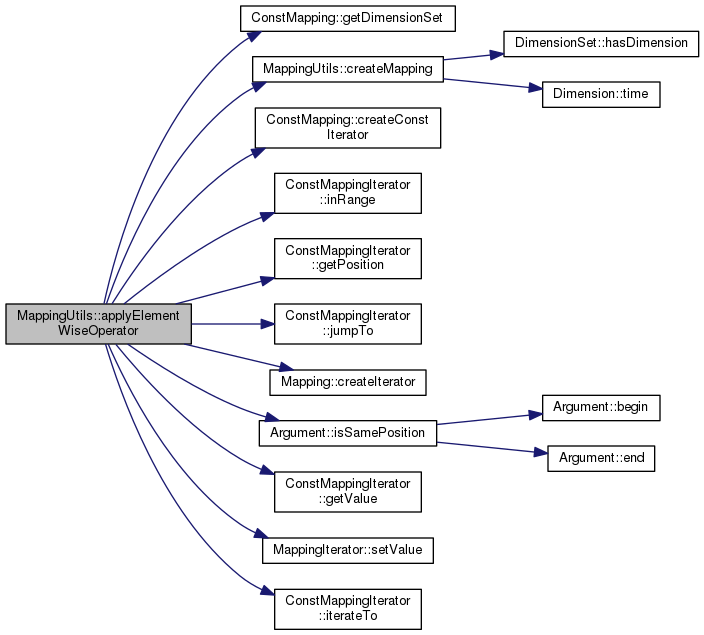 ConstMapping::getDimensionSet
MappingUtils::createMapping
DimensionSet::hasDimension
Dimension::time
ConstMapping::createConst
Iterator
ConstMappingIterator
::inRange
ConstMappingIterator
::getPosition
MappingUtils::applyElement
WiseOperator
ConstMappingIterator
::jumpTo
Mapping::createIterator
Argument::isSamePosition
Argument::begin
Argument::end
ConstMappingIterator
::getValue
MappingIterator::setValue
ConstMappingIterator
::iterateTo